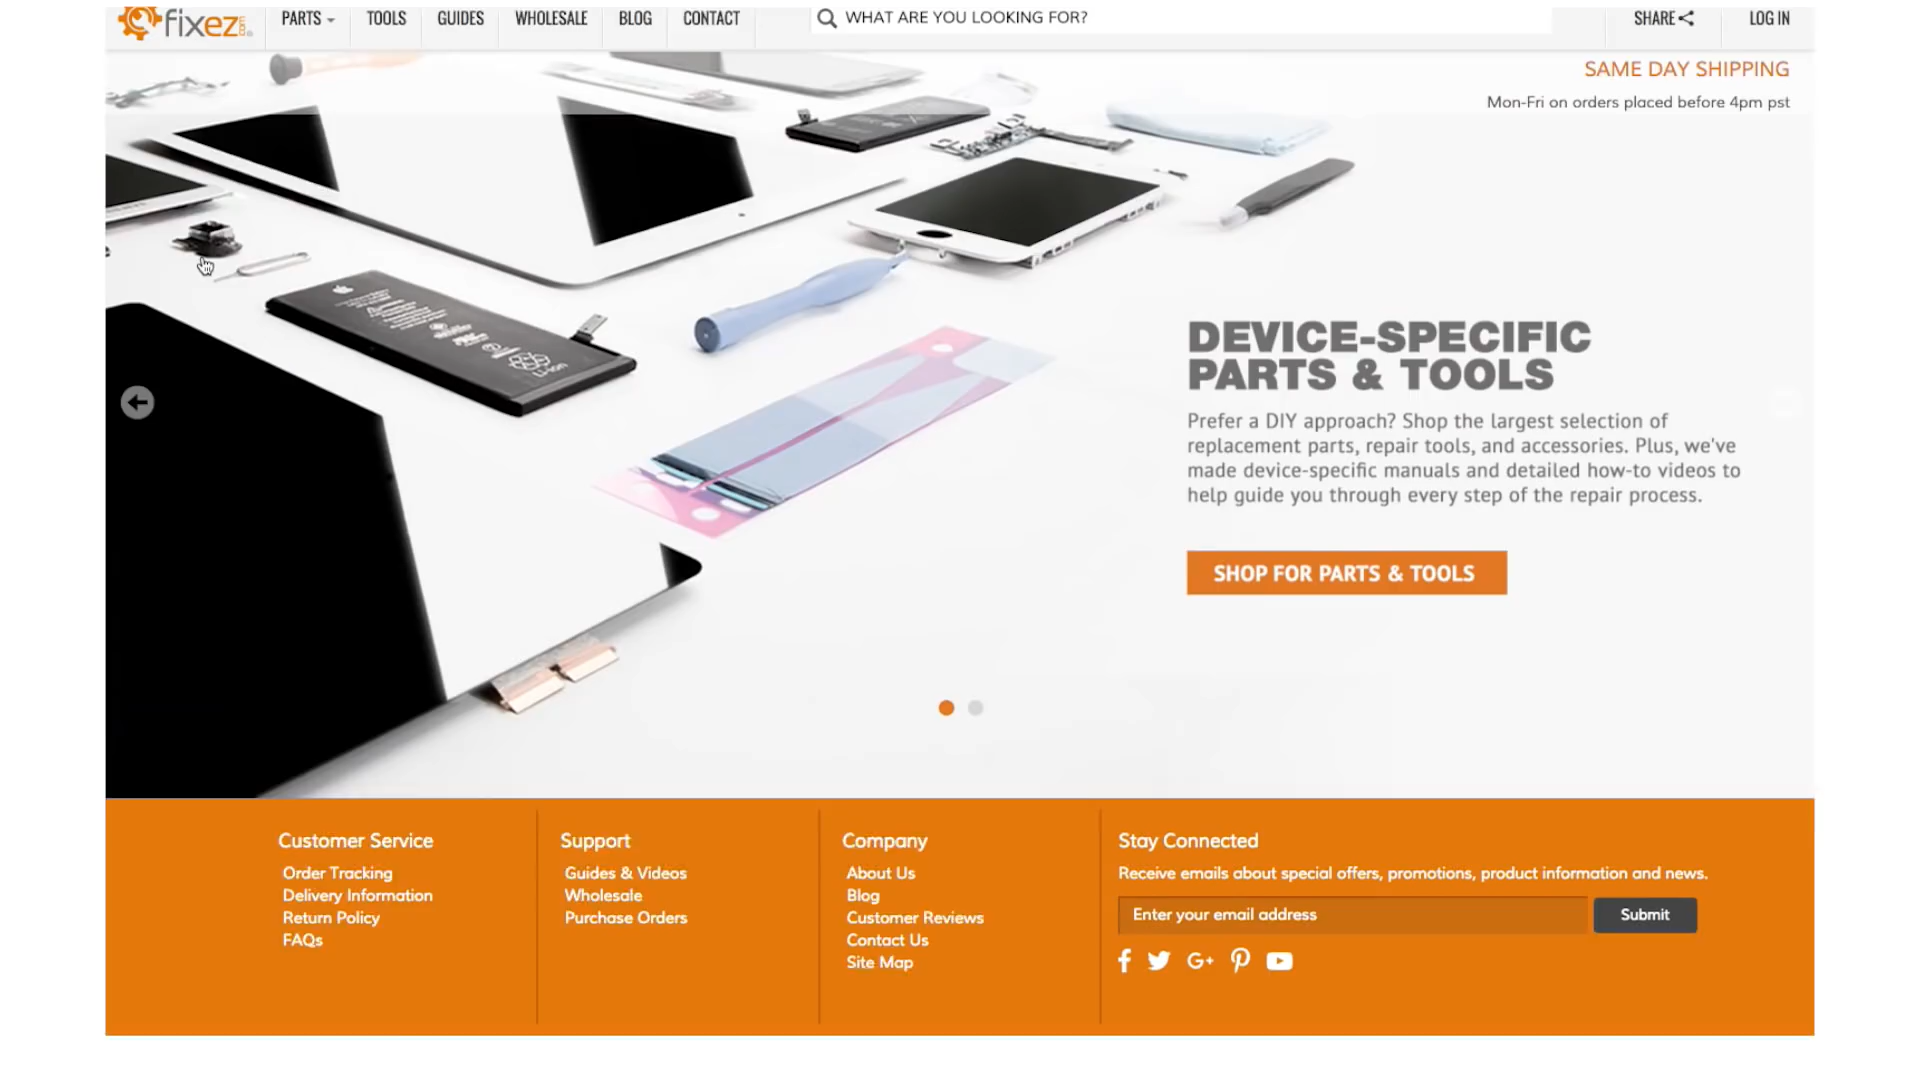 fixez.com
PARTS
TOOLS
GUIDES
WHOLESALE
BLOG
CONTACT
WHAT ARE YOU LOOKING FOR?
SHARE
LOG IN
SAME DAY SHIPPING
Mon-Fri on orders placed before 4pm pst
DEVICE-SPECIFIC
PARTS & TOOLS
Prefer a DIY approach? Shop the largest selection of
replacement parts, repair tools, and accessories. Plus, we've
made device-specific manuals and detailed how-to videos to
help guide you through every step of the repair process.
SHOP FOR PARTS & TOOLS
Li-ion
Customer Service
Order Tracking
Delivery Information
Return Policy
FAQs
Support
Guides & Videos
Wholesale
Purchase Orders
Company
About Us
Blog
Customer Reviews
Contact Us
Site Map
Stay Connected
Receive emails about special offers, promotions, product information and news.
Enter your email address
Submit